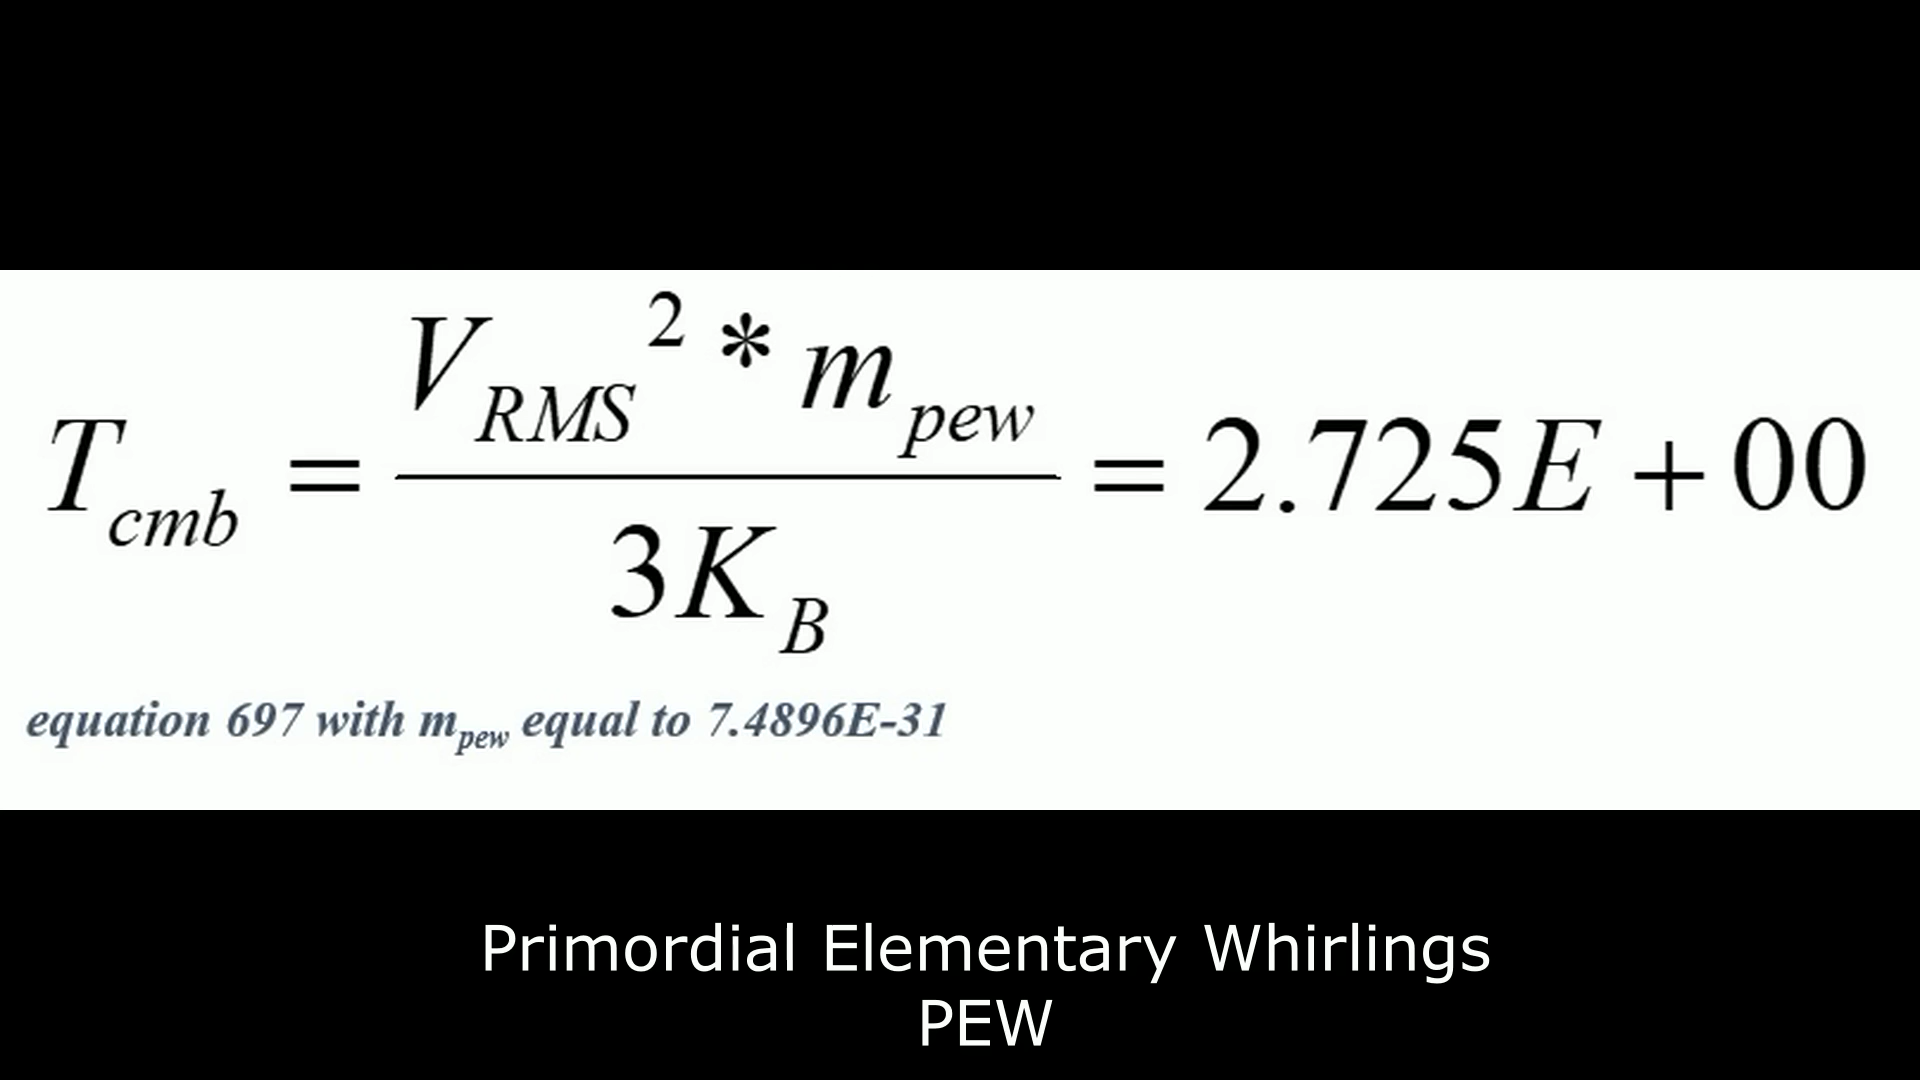 T_cmb = V_RMS^2 * m_pew / 3K_B = 2.725E+00
equation 697 with m_pew equal to 7.4896E-31
Primordial Elementary Whirlings
PEW